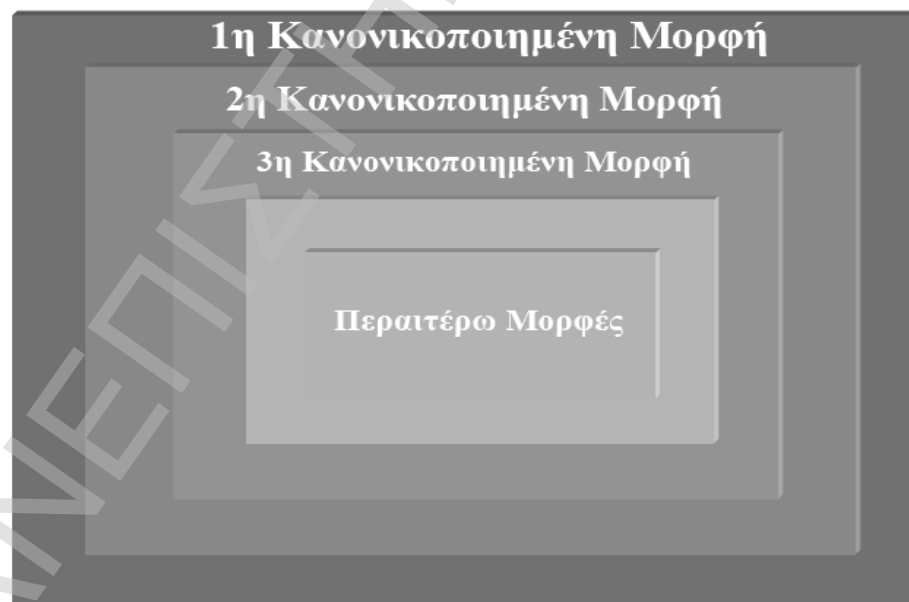 1η Κανονικοποιημένη Μορφή
2η Κανονικοποιημένη Μορφή
3η Κανονικοποιημένη Μορφή
Περαιτέρω Μορφές